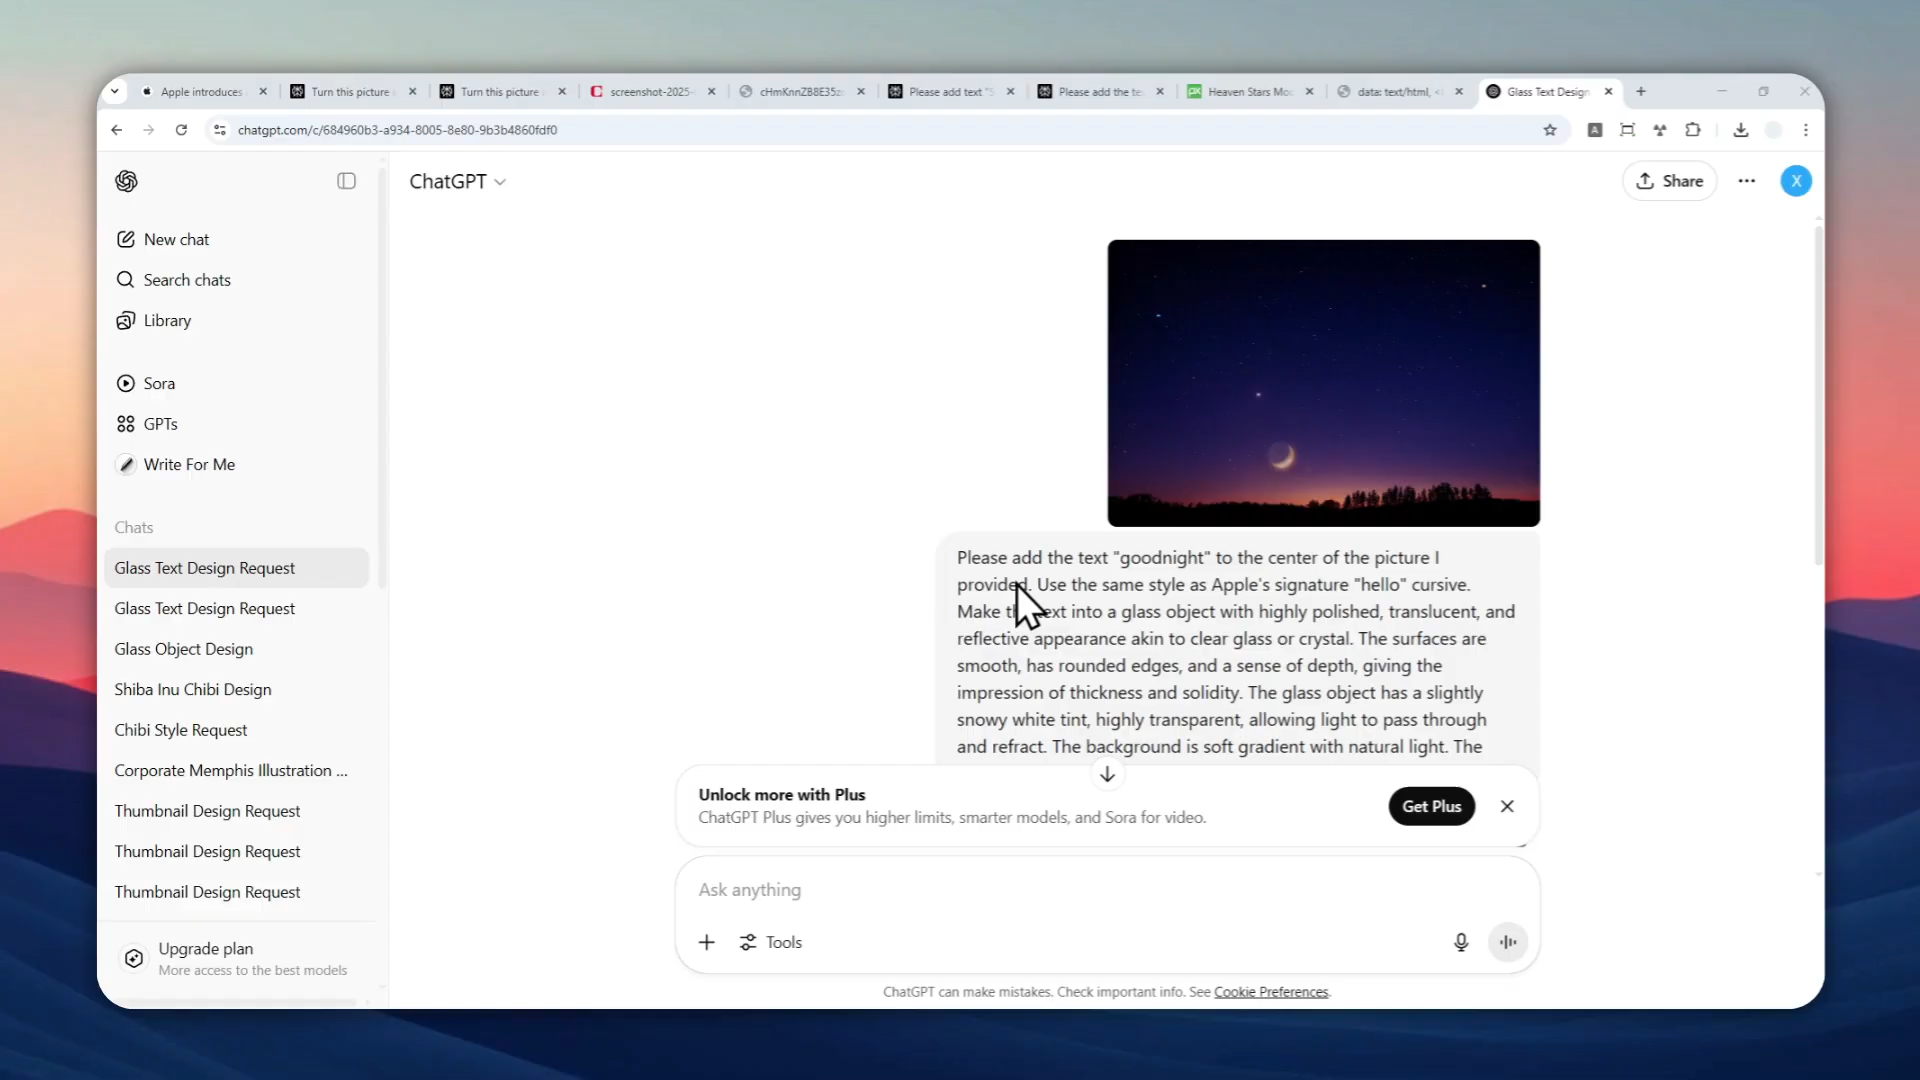 Apple introduces
Turn this picture
Turn this picture
screenshot-2025-
cHmKnnZB8E35z
Please add text "S
Please add the te
Heaven Stars Mo
data: text/html, <
Glass Text Design
chatgpt.com/c/684960b3-a934-8005-8e80-9b3b4860fdf0
ChatGPT
Share
X
New chat
Search chats
Library
Sora
GPTs
Write For Me
Chats
Glass Text Design Request
Glass Text Design Request
Glass Object Design
Shiba Inu Chibi Design
Chibi Style Request
Corporate Memphis Illustration ...
Thumbnail Design Request
Thumbnail Design Request
Thumbnail Design Request
Upgrade plan
More access to the best models
Please add the text "goodnight" to the center of the picture I
provided. Use the same style as Apple's signature "hello" cursive.
Make text into a glass object with highly polished, translucent, and
reflective appearance akin to clear glass or crystal. The surfaces are
smooth, has rounded edges, and a sense of depth, giving the
impression of thickness and solidity. The glass object has a slightly
snowy white tint, highly transparent, allowing light to pass through
and refract. The background is soft gradient with natural light. The
Unlock more with Plus
ChatGPT Plus gives you higher limits, smarter models, and Sora for video.
Get Plus
Ask anything
Tools
ChatGPT can make mistakes. Check important info. See Cookie Preferences.